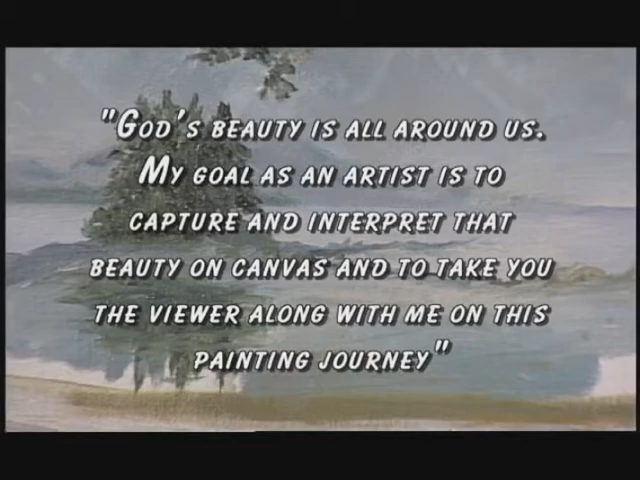 "God's beauty is all around us.
My goal as an artist is to
capture and interpret that
beauty on canvas and to take you
the viewer along with me on this
painting journey"